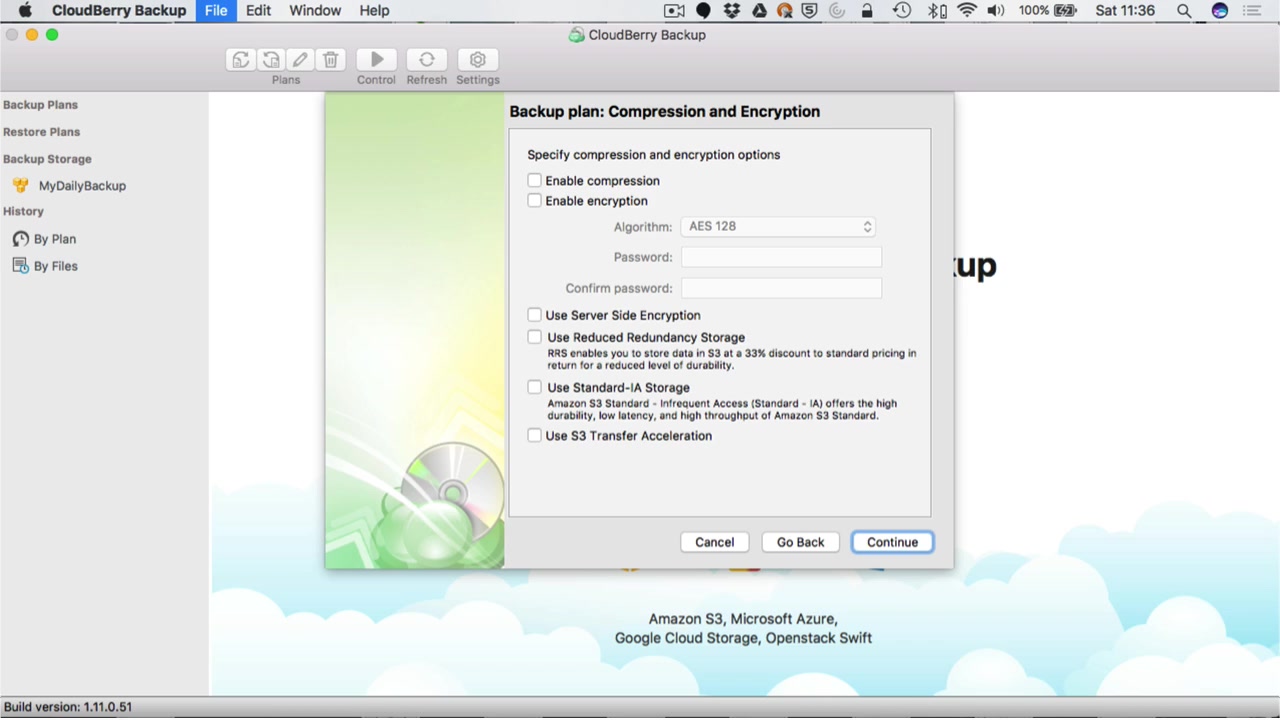 CloudBerry Backup File Edit Window Help 100% Sat 11:36
CloudBerry Backup
Plans Control Refresh Settings
Backup Plans
Restore Plans
Backup Storage
MyDailyBackup
History
By Plan
By Files
Backup plan: Compression and Encryption
Specify compression and encryption options
Enable compression
Enable encryption
Algorithm: AES 128
Password:
Confirm password:
Use Server Side Encryption
Use Reduced Redundancy Storage
RRS enables you to store data in S3 at a 33% discount to standard pricing in
return for a reduced level of durability.
Use Standard-IA Storage
Amazon S3 Standard - Infrequent Access (Standard - IA) offers the high
durability, low latency, and high throughput of Amazon S3 Standard.
Use S3 Transfer Acceleration
Cancel Go Back Continue
Amazon S3, Microsoft Azure,
Google Cloud Storage, Openstack Swift
Build version: 1.11.0.51